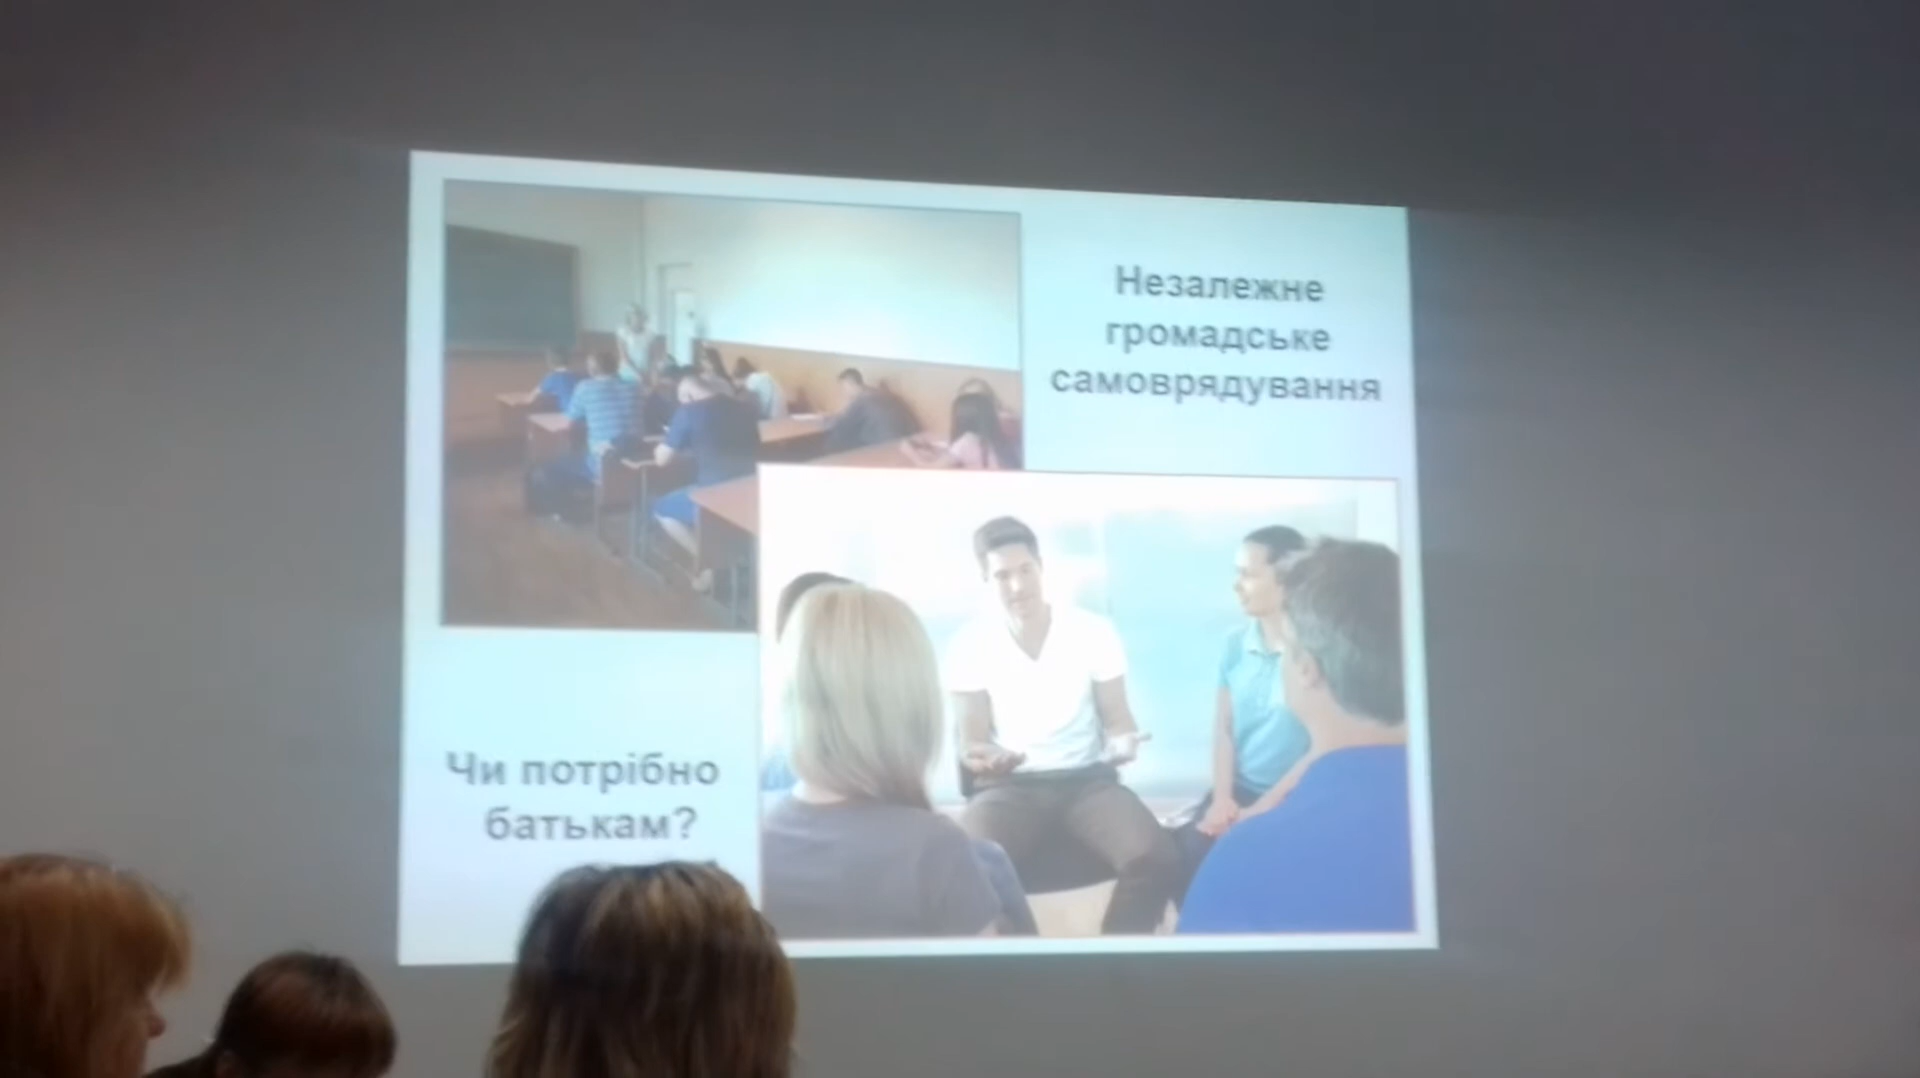 Незалежне
громадське
самоврядування
Чи потрібно
батькам?